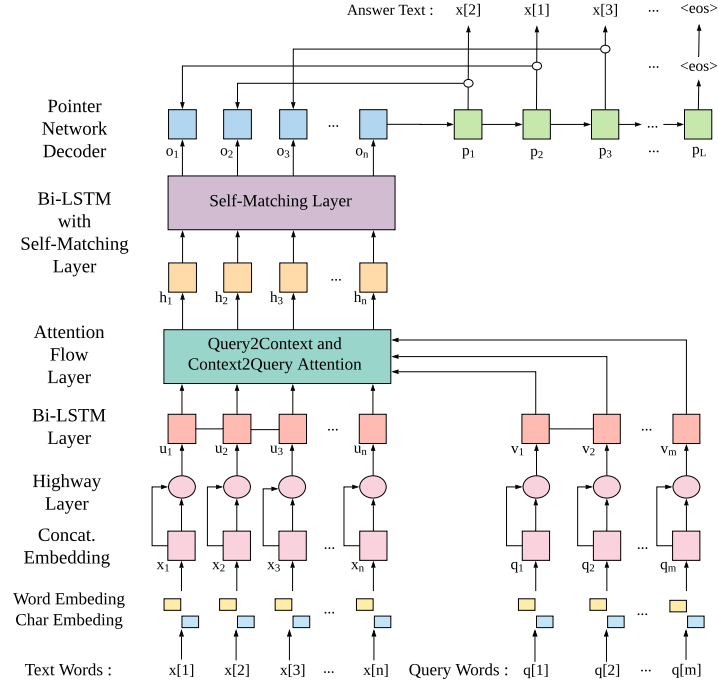 Answer Text : x[2] x[1] x[3] ... <eos>
... <eos>
Pointer
Network
Decoder
...
...
o1 o2 o3 on p1 p2 p3 ... pL
Bi-LSTM
with
Self-Matching
Layer
Self-Matching Layer
...
h1 h2 h3 hn
Attention
Flow
Layer
Query2Context and
Context2Query Attention
Bi-LSTM
Layer
... ...
u1 u2 u3 un v1 v2 vm
Highway
Layer
Concat.
Embedding
... ...
x1 x2 x3 xn q1 q2 qm
Word Embeding
Char Embeding
... ...
Text Words : x[1] x[2] x[3] ... x[n] Query Words : q[1] q[2] ... q[m]